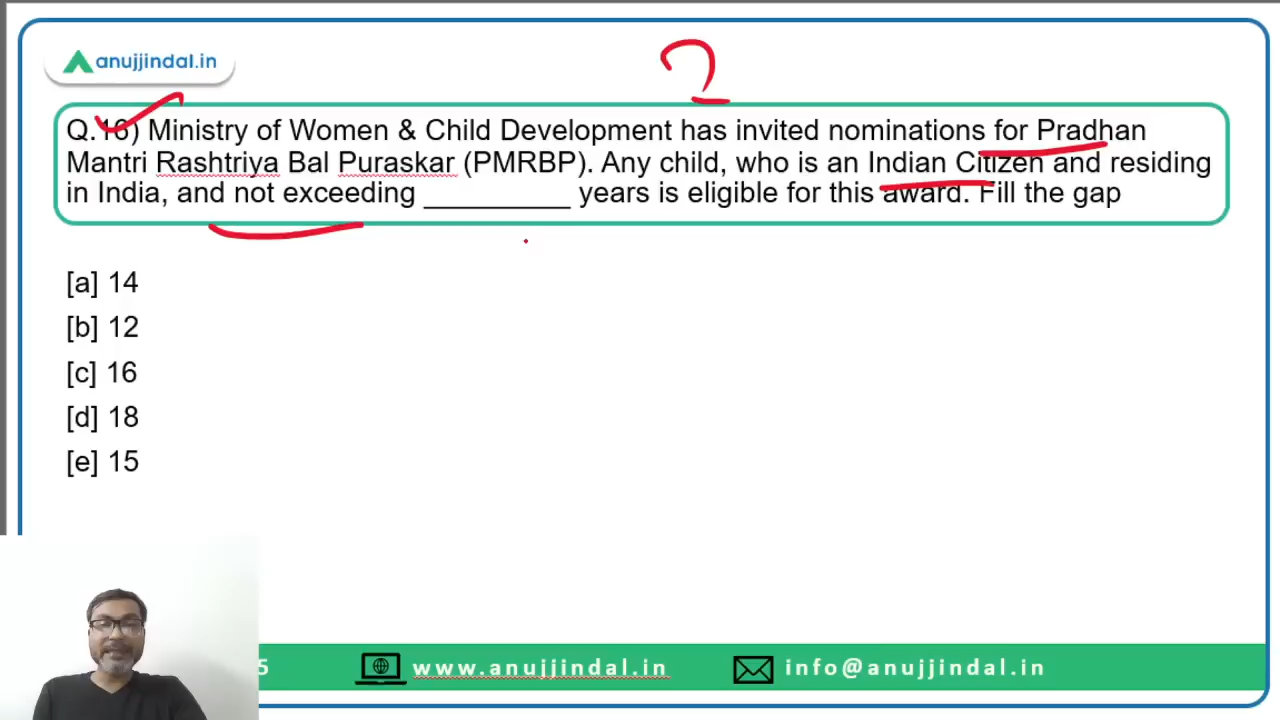 anujjindal.in
?
Q.16) Ministry of Women & Child Development has invited nominations for Pradhan
Mantri Rashtriya Bal Puraskar (PMRBP). Any child, who is an Indian Citizen and residing
in India, and not exceeding __________ years is eligible for this award. Fill the gap
[a] 14
[b] 12
[c] 16
[d] 18
[e] 15
5
www.anujjindal.in
info@anujjindal.in